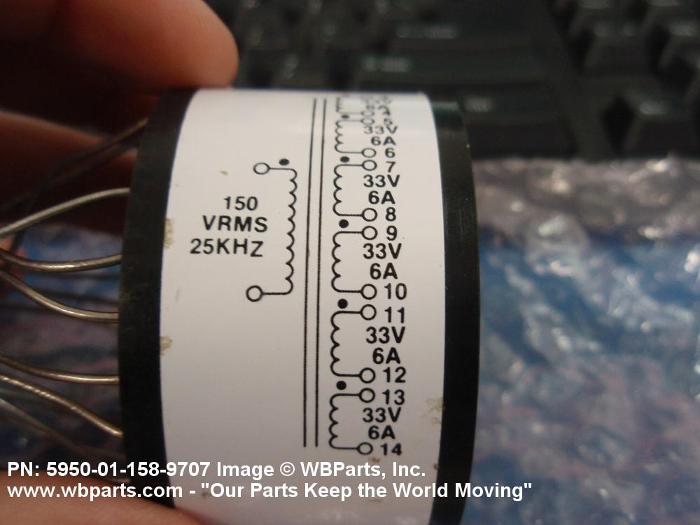 150
VRMS
25KHZ
5
33V
6A
6
7
33V
6A
8
9
33V
6A
10
11
33V
6A
12
13
33V
6A
14
PN: 5950-01-158-9707 Image © WBParts, Inc.
www.wbparts.com - "Our Parts Keep the World Moving"